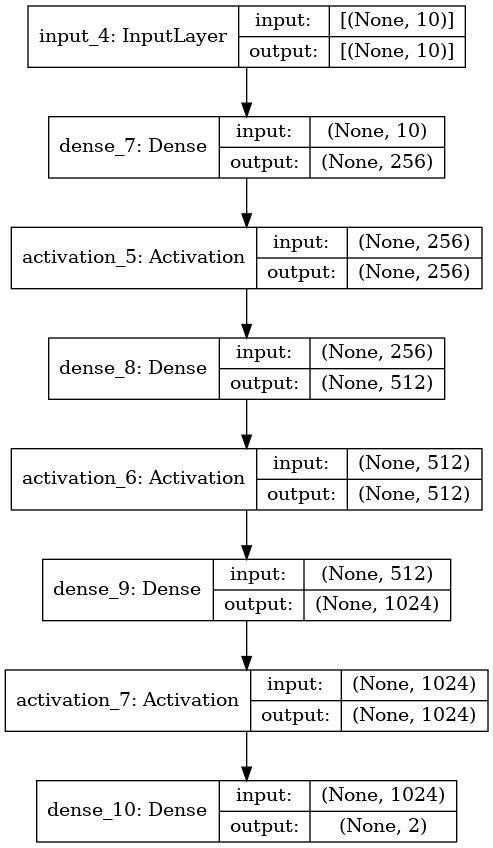 input_4: InputLayer
input: [(None, 10)]
output: [(None, 10)]
dense_7: Dense
input: (None, 10)
output: (None, 256)
activation_5: Activation
input: (None, 256)
output: (None, 256)
dense_8: Dense
input: (None, 256)
output: (None, 512)
activation_6: Activation
input: (None, 512)
output: (None, 512)
dense_9: Dense
input: (None, 512)
output: (None, 1024)
activation_7: Activation
input: (None, 1024)
output: (None, 1024)
dense_10: Dense
input: (None, 1024)
output: (None, 2)